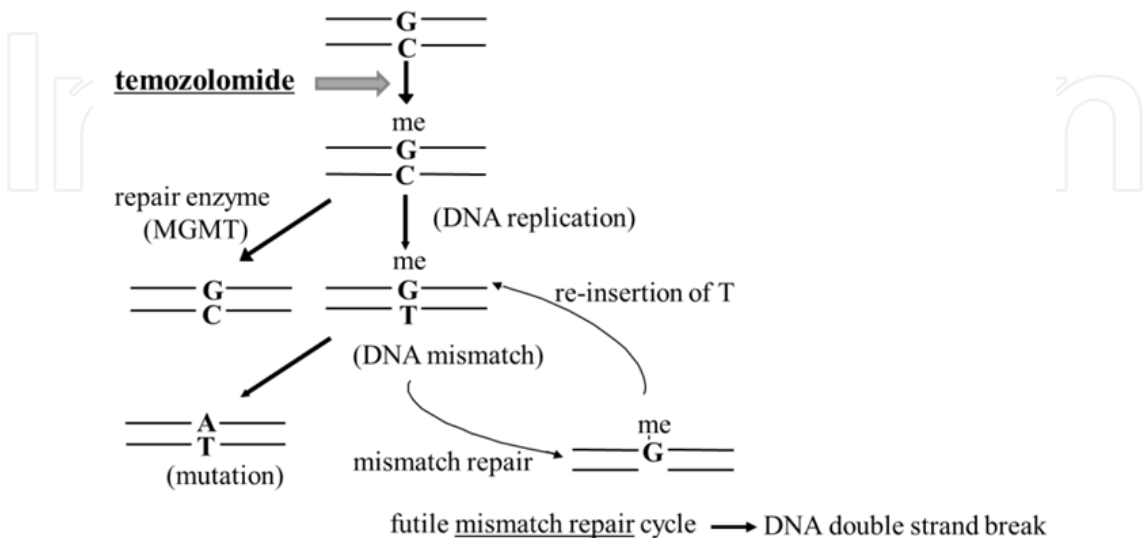 G
C
temozolomide
me
G
C
repair enzyme
(MGMT)
(DNA replication)
me
G
C
G
T
re-insertion of T
(DNA mismatch)
A
T
(mutation)
me
G
mismatch repair
futile mismatch repair cycle
DNA double strand break